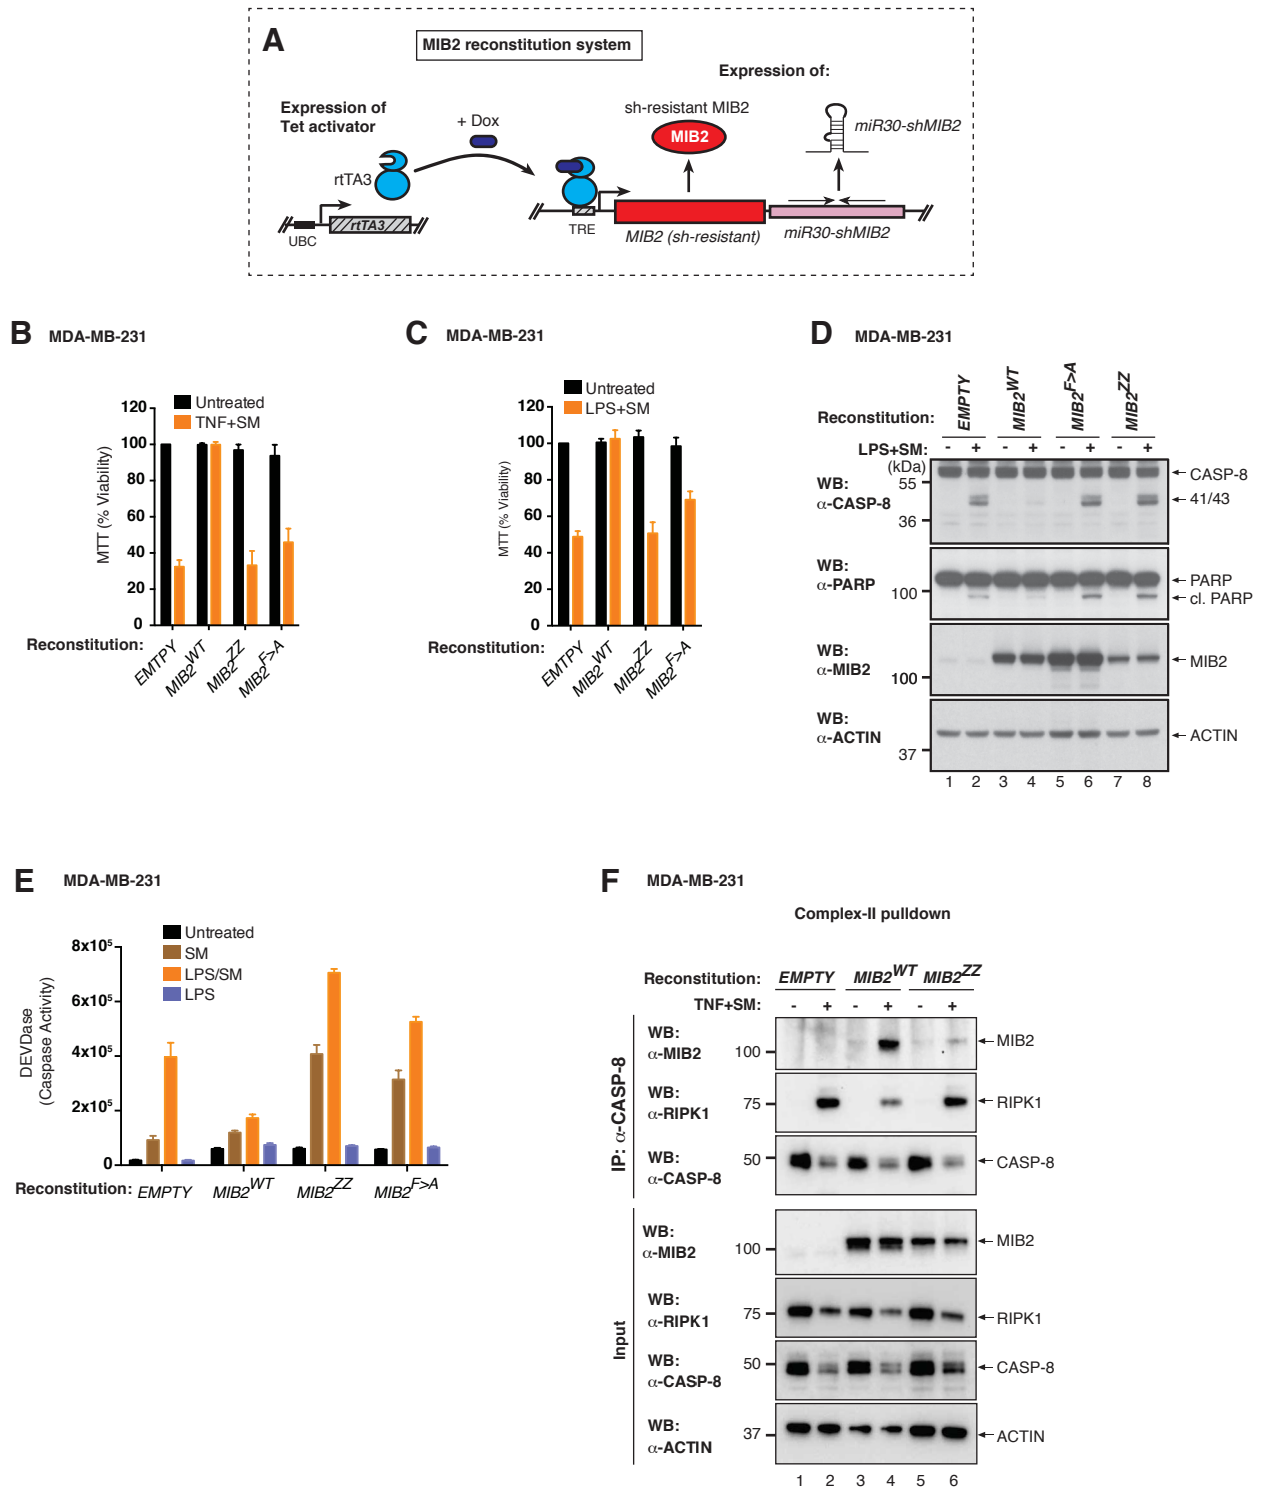 A
MIB2 reconstitution system
Expression of:
Expression of
Tet activator
+ Dox
sh-resistant MIB2
MIB2
miR30-shMIB2
rtTA3
rtTA3
UBC
TRE
MIB2 (sh-resistant)
miR30-shMIB2
B MDA-MB-231
Untreated
TNF+SM
MTT (% Viability)
120
100
80
60
40
20
0
Reconstitution:
EMTPY
MIB2WT
MIB2ZZ
MIB2F>A
C MDA-MB-231
Untreated
LPS+SM
MTT (% Viability)
120
100
80
60
40
20
0
Reconstitution:
EMTPY
MIB2WT
MIB2ZZ
MIB2F>A
D MDA-MB-231
Reconstitution: EMPTY MIB2WT MIB2F>A MIB2ZZ
LPS+SM: - + - + - + - +
(kDa)
WB:
α-CASP-8
55
36
CASP-8
41/43
WB:
α-PARP
100
PARP
cl. PARP
WB:
α-MIB2
100
MIB2
WB:
α-ACTIN
37
ACTIN
1 2 3 4 5 6 7 8
E MDA-MB-231
Untreated
SM
LPS/SM
LPS
DEVDase
(Caspase Activity)
8x10⁵
6x10⁵
4x10⁵
2x10⁵
0
Reconstitution: EMPTY MIB2WT MIB2ZZ MIB2F>A
F MDA-MB-231
Complex-II pulldown
Reconstitution: EMPTY MIB2WT MIB2ZZ
TNF+SM: - + - + - +
IP: α-CASP-8
WB:
α-MIB2
100
MIB2
WB:
α-RIPK1
75
RIPK1
WB:
α-CASP-8
50
CASP-8
Input
WB:
α-MIB2
100
MIB2
WB:
α-RIPK1
75
RIPK1
WB:
α-CASP-8
50
CASP-8
WB:
α-ACTIN
37
ACTIN
1 2 3 4 5 6